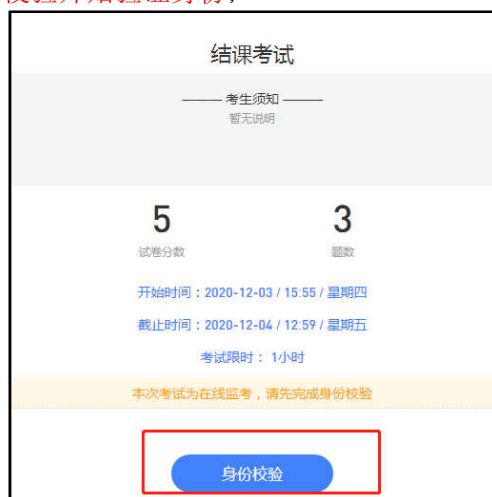 结课考试
——— 考生须知 ———
暂无说明
5 3
试卷分数 题数
开始时间：2020-12-03 / 15:55 / 星期四
截止时间：2020-12-04 / 12:59 / 星期五
考试限时： 1小时
本次考试为在线监考，请先完成身份校验
身份校验